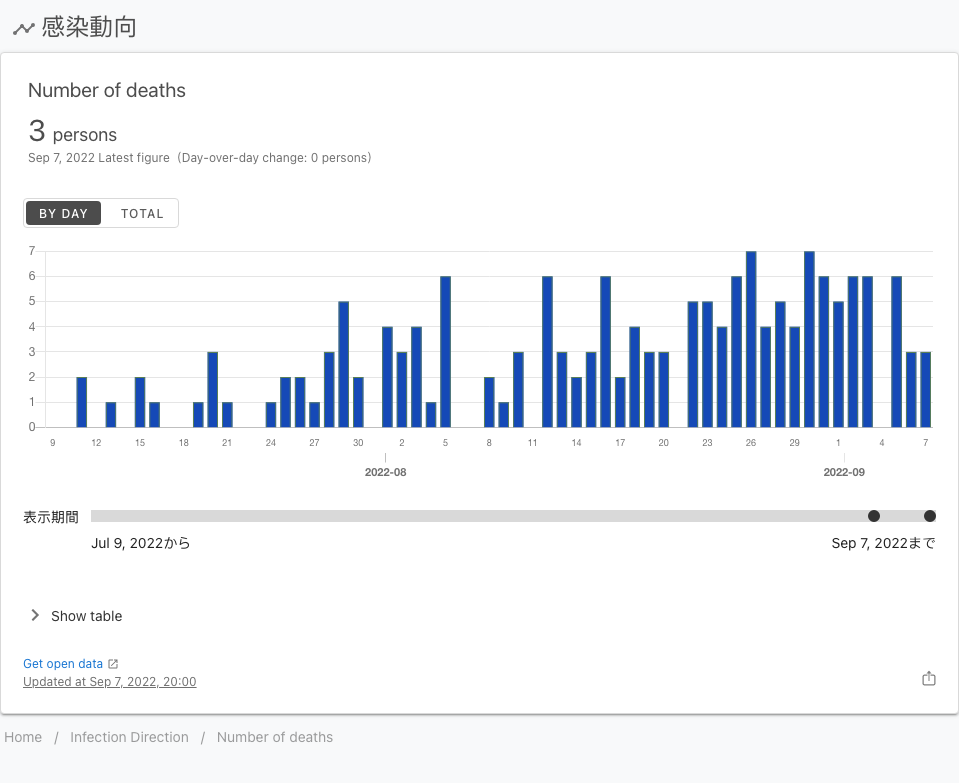 感染動向
Number of deaths
3 persons
Sep 7, 2022 Latest figure (Day-over-day change: 0 persons)
BY DAY TOTAL
7
6
5
4
3
2
1
0
9 12 15 18 21 24 27 30 2 5 8 11 14 17 20 23 26 29 1 4 7
2022-08 2022-09
表示期間
Jul 9, 2022から Sep 7, 2022まで
Show table
Get open data
Updated at Sep 7, 2022, 20:00
Home / Infection Direction / Number of deaths